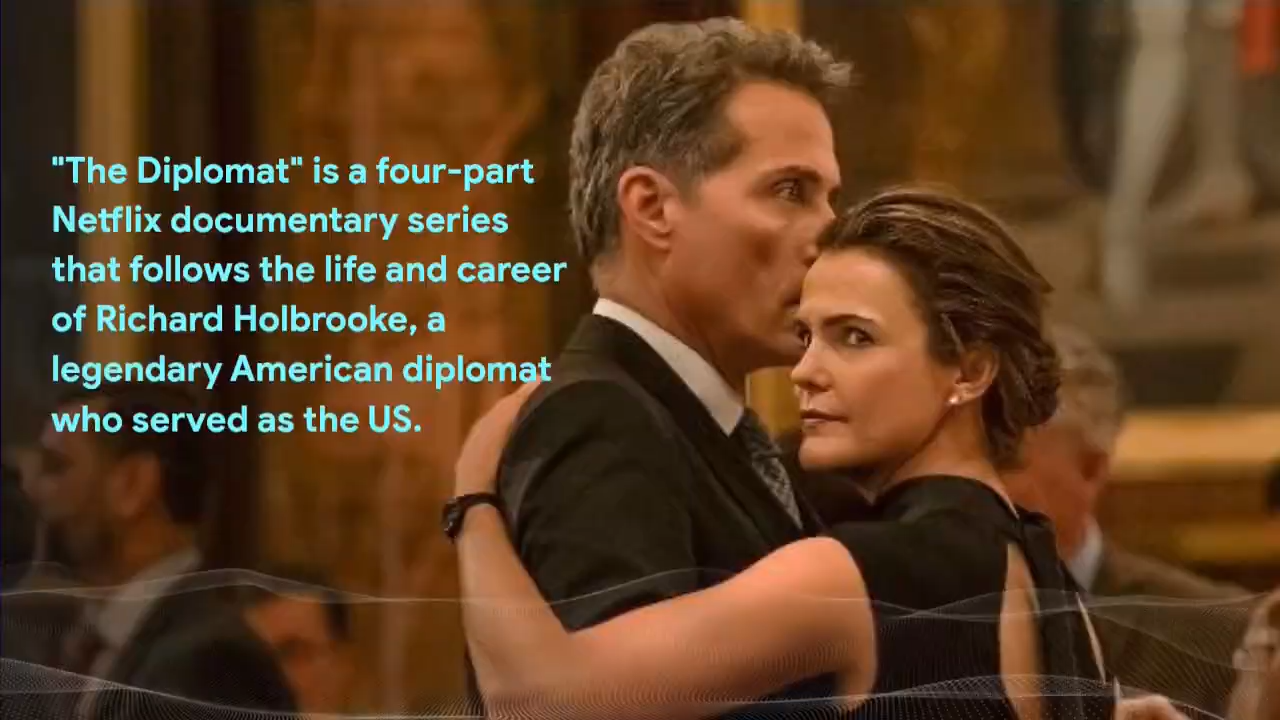 "The Diplomat" is a four-part
Netflix documentary series
that follows the life and career
of Richard Holbrooke, a
legendary American diplomat
who served as the US.